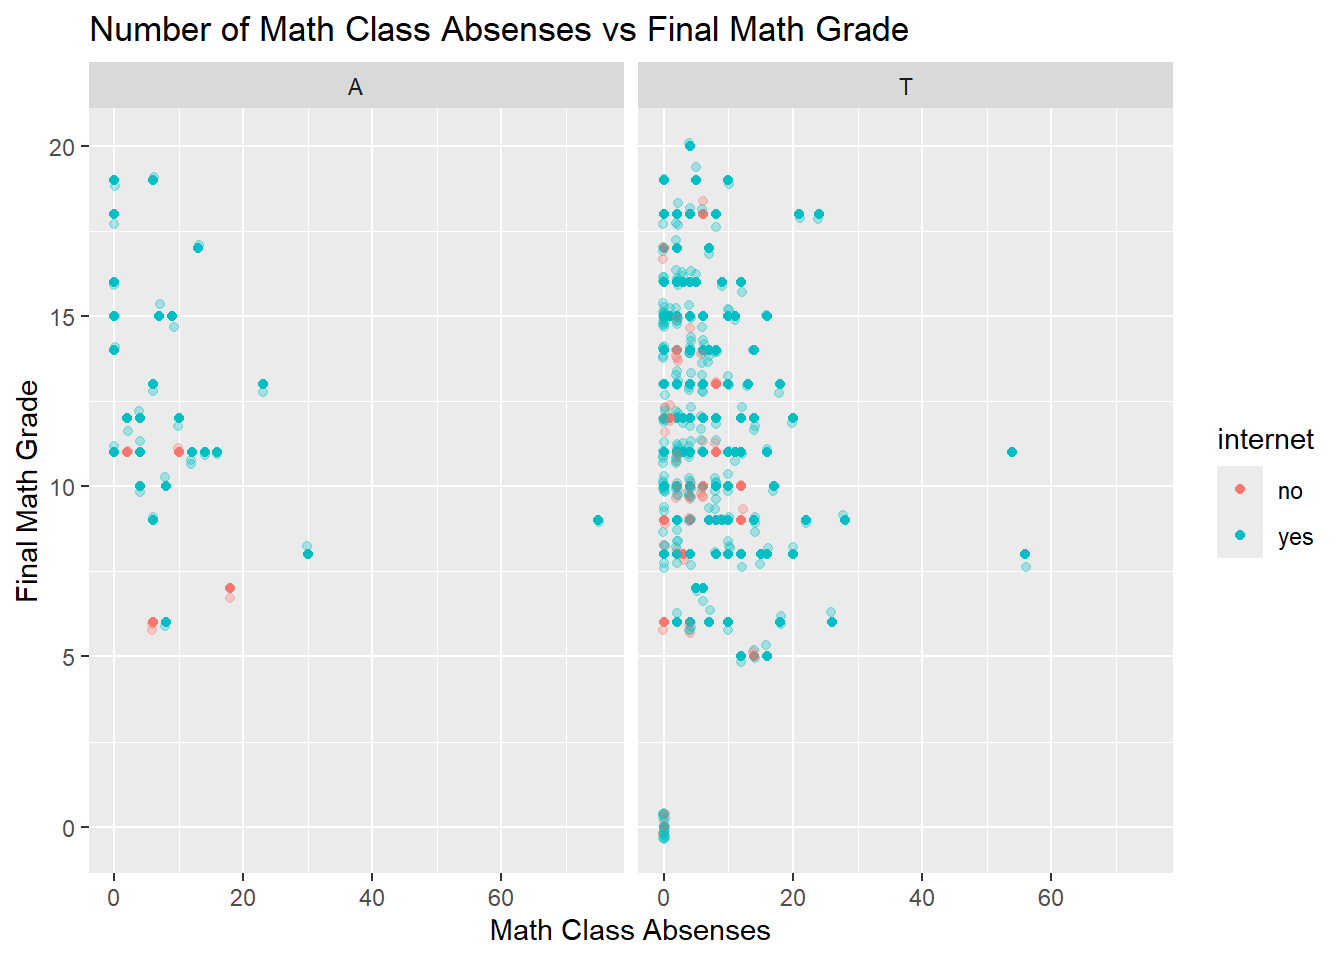 Number of Math Class Absenses vs Final Math Grade
A
T
20
15
10
5
0
Final Math Grade
0 20 40 60
0 20 40 60
Math Class Absenses
internet
no
yes